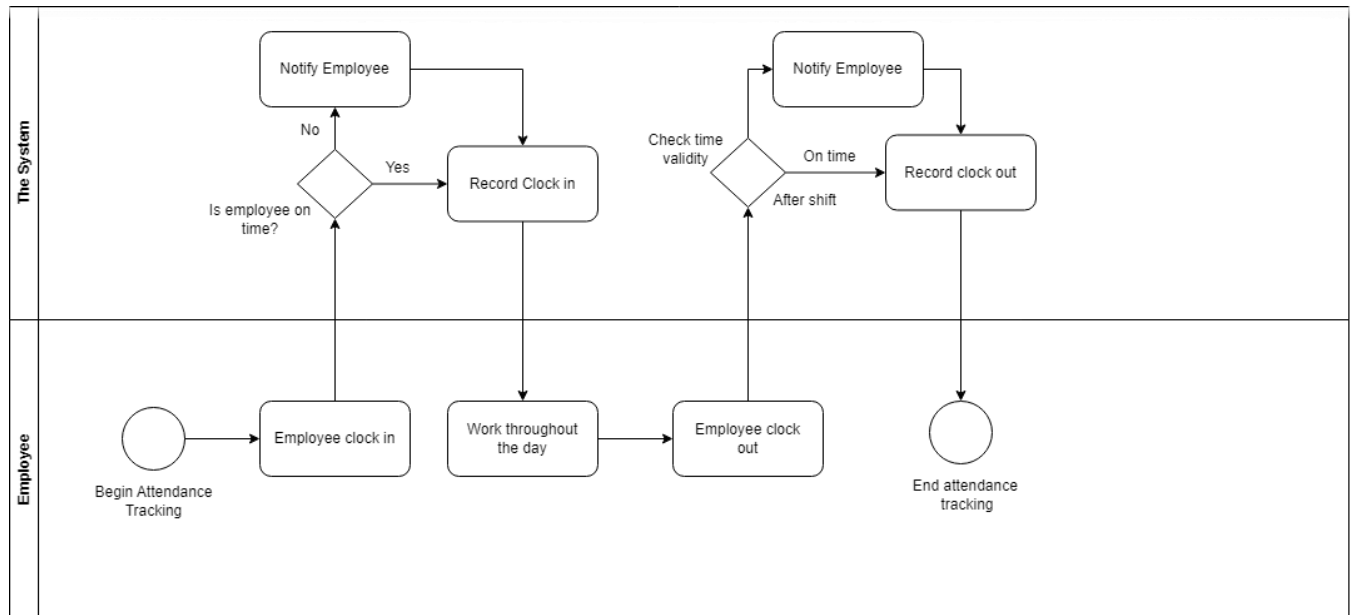 The System
Notify Employee
No
Yes
Is employee on
time?
Record Clock in
Notify Employee
Check time
validity
On time
After shift
Record clock out
Employee
Begin Attendance
Tracking
Employee clock in
Work throughout
the day
Employee clock
out
End attendance
tracking